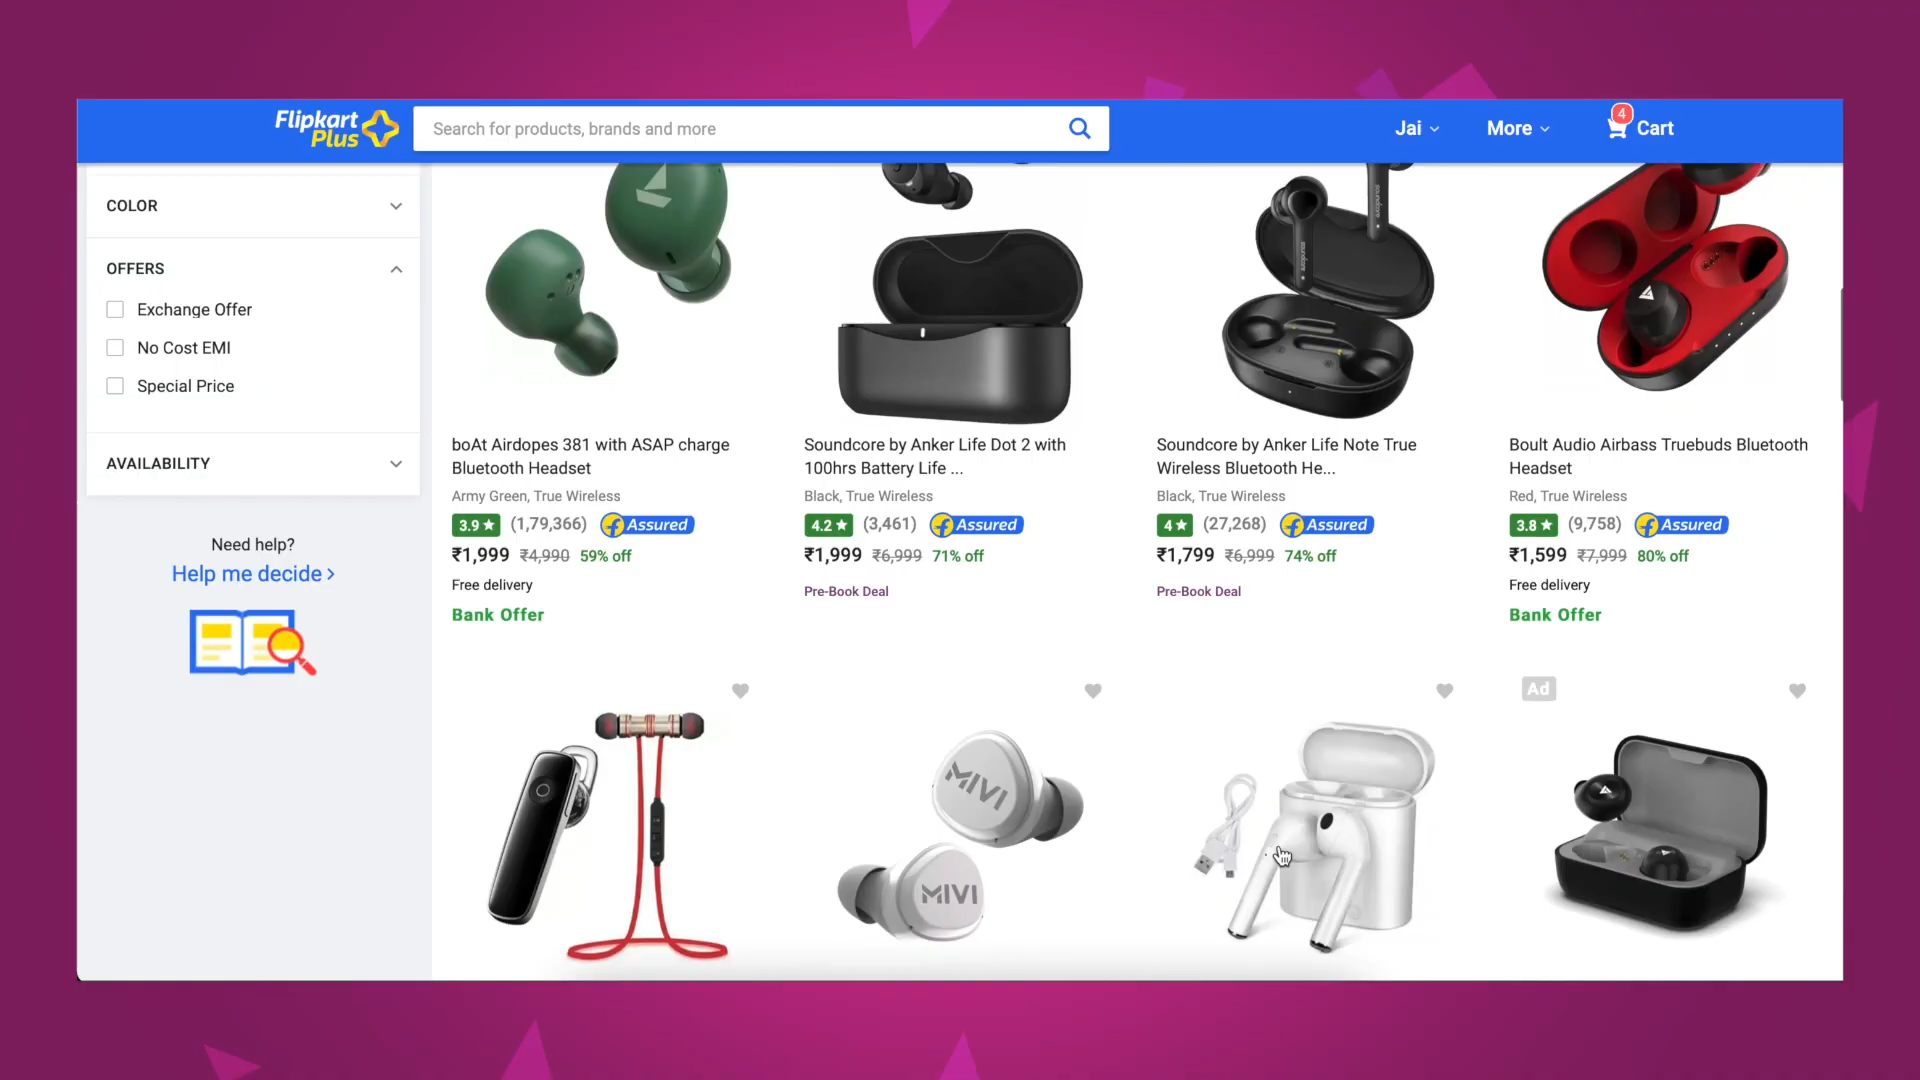 Flipkart
Plus
Search for products, brands and more
Jai
More
4
Cart
COLOR
OFFERS
Exchange Offer
No Cost EMI
Special Price
AVAILABILITY
Need help?
Help me decide
soundcore
soundcore
boAt Airdopes 381 with ASAP charge
Bluetooth Headset
Army Green, True Wireless
3.9 ★ (1,79,366) f Assured
₹1,999 ₹4,990 59% off
Free delivery
Bank Offer
Soundcore by Anker Life Dot 2 with
100hrs Battery Life ...
Black, True Wireless
4.2 ★ (3,461) f Assured
₹1,999 ₹6,999 71% off
Pre-Book Deal
Soundcore by Anker Life Note True
Wireless Bluetooth He...
Black, True Wireless
4 ★ (27,268) f Assured
₹1,799 ₹6,999 74% off
Pre-Book Deal
Boult Audio Airbass Truebuds Bluetooth
Headset
Red, True Wireless
3.8 ★ (9,758) f Assured
₹1,599 ₹7,999 80% off
Free delivery
Bank Offer
MIVI
MIVI
Ad